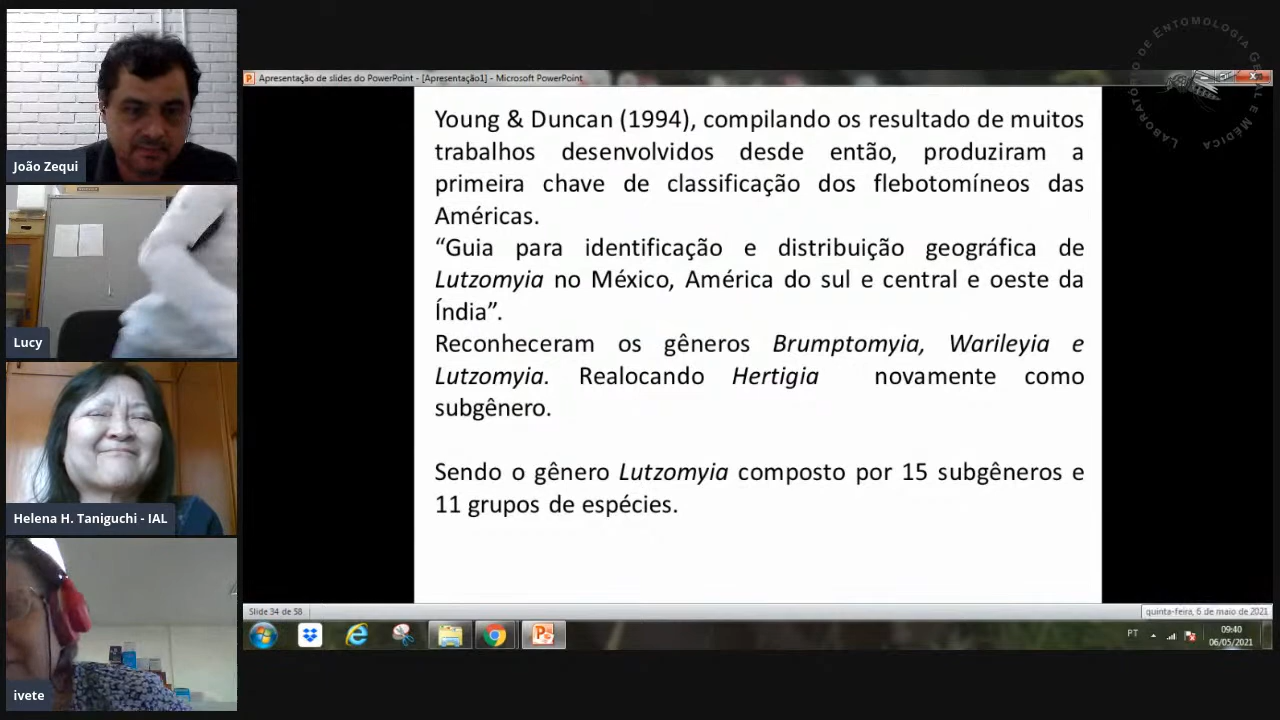 LABORATÓRIO DE ENTOMOLOGIA GERAL E MÉDICA
Apresentação de slides do PowerPoint - [Apresentação1] - Microsoft PowerPoint
João Zequi
Lucy
Helena H. Taniguchi - IAL
ivete
Young & Duncan (1994), compilando os resultado de muitos
trabalhos desenvolvidos desde então, produziram a
primeira chave de classificação dos flebotomíneos das
Américas.
“Guia para identificação e distribuição geográfica de
Lutzomyia no México, América do sul e central e oeste da
Índia”.
Reconheceram os gêneros Brumptomyia, Warileyia e
Lutzomyia. Realocando Hertigia novamente como
subgênero.
Sendo o gênero Lutzomyia composto por 15 subgêneros e
11 grupos de espécies.
Slide 34 de 58
quinta-feira, 6 de maio de 2021
PT
09:40
06/05/2021